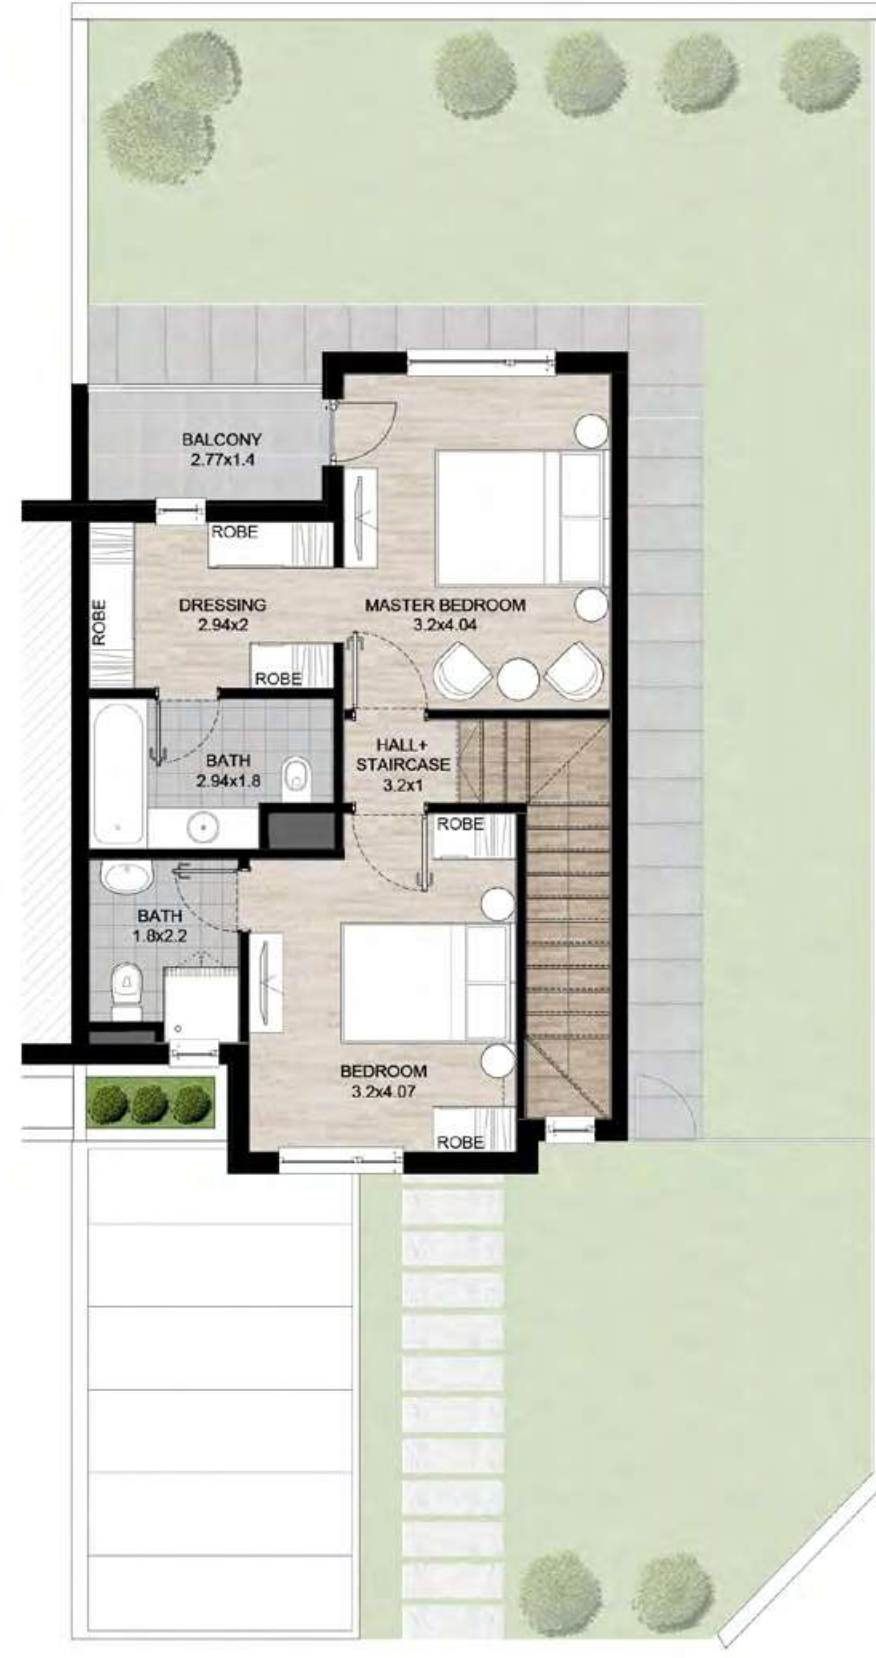 BALCONY
2.77x1.4
ROBE
ROBE
DRESSING
2.94x2
MASTER BEDROOM
3.2x4.04
ROBE
BATH
2.94x1.8
HALL+
STAIRCASE
3.2x1
ROBE
BATH
1.8x2.2
BEDROOM
3.2x4.07
ROBE